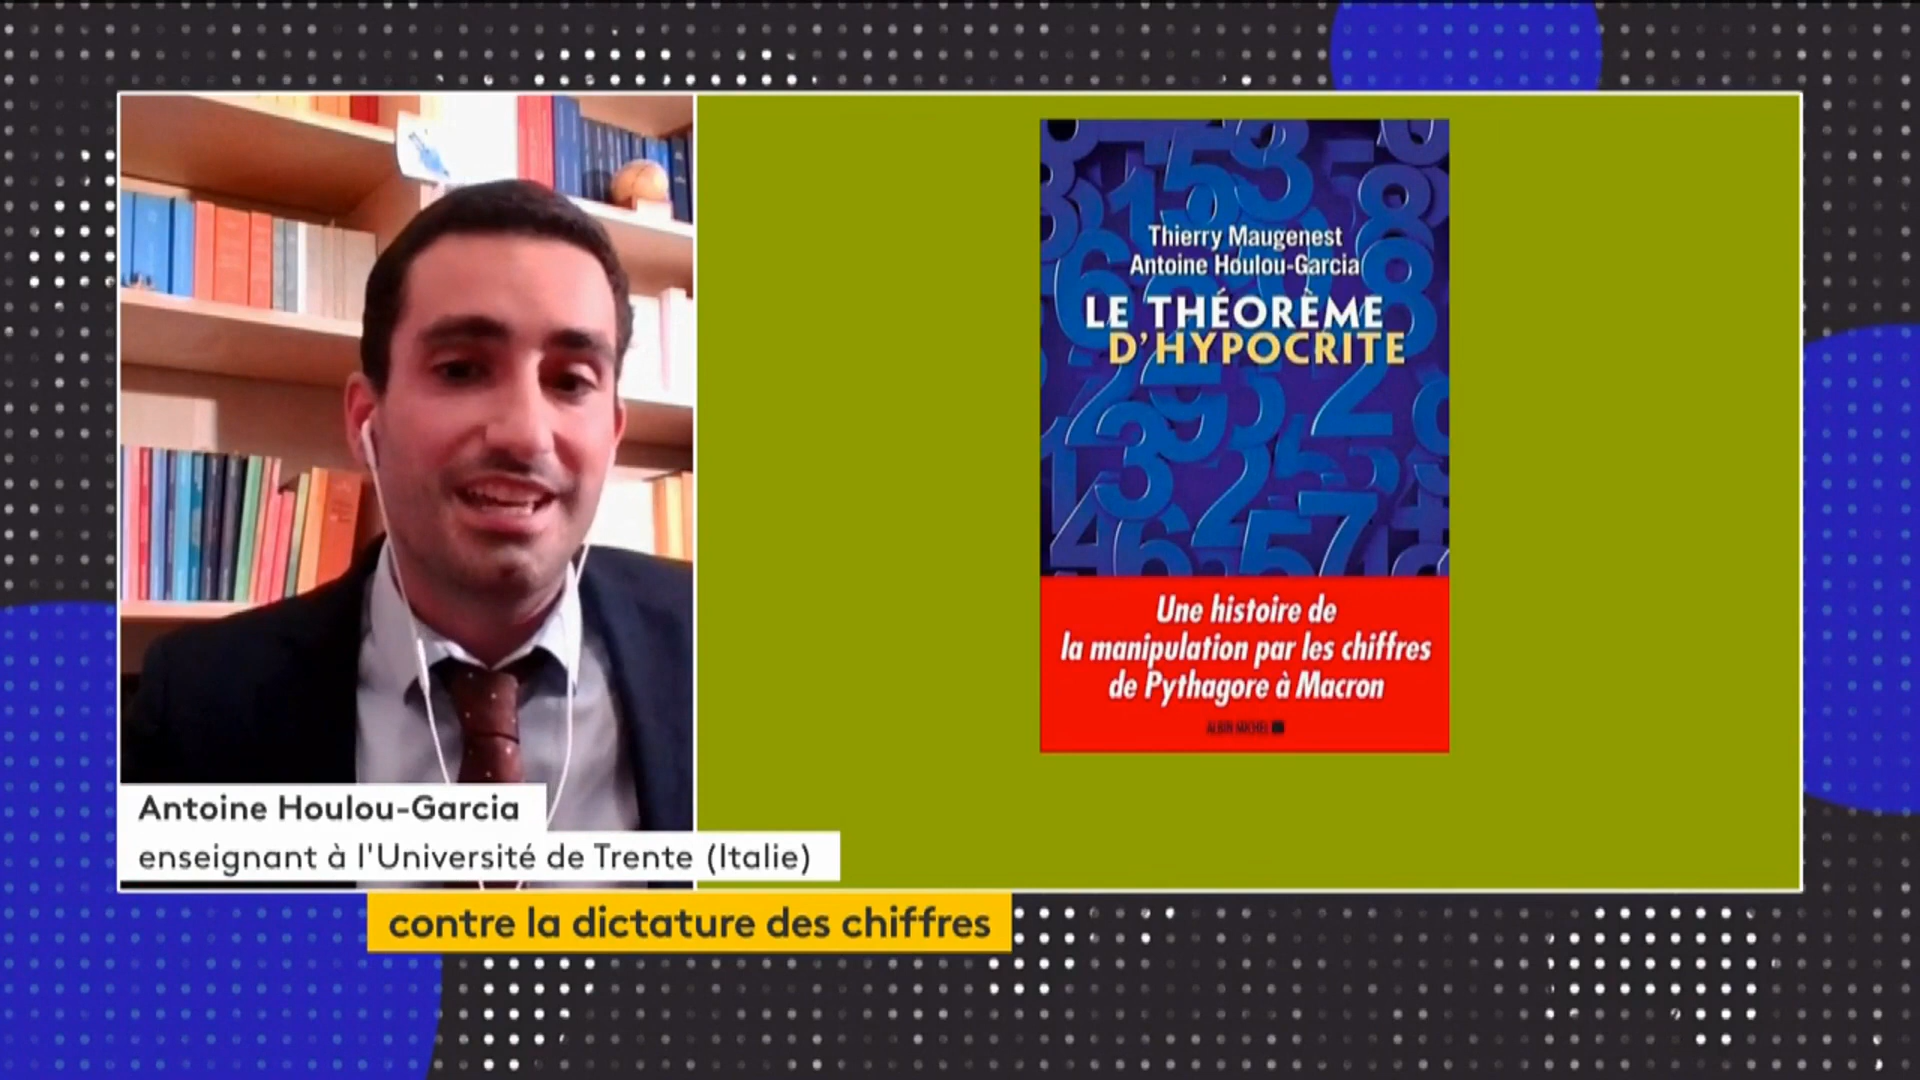 Thierry Maugenest
Antoine Houlou-Garcia
LE THÉORÈME
D'HYPOCRITE
Une histoire de
la manipulation par les chiffres
de Pythagore à Macron
ALBIN MICHEL
Antoine Houlou-Garcia
enseignant à l'Université de Trente (Italie)
contre la dictature des chiffres